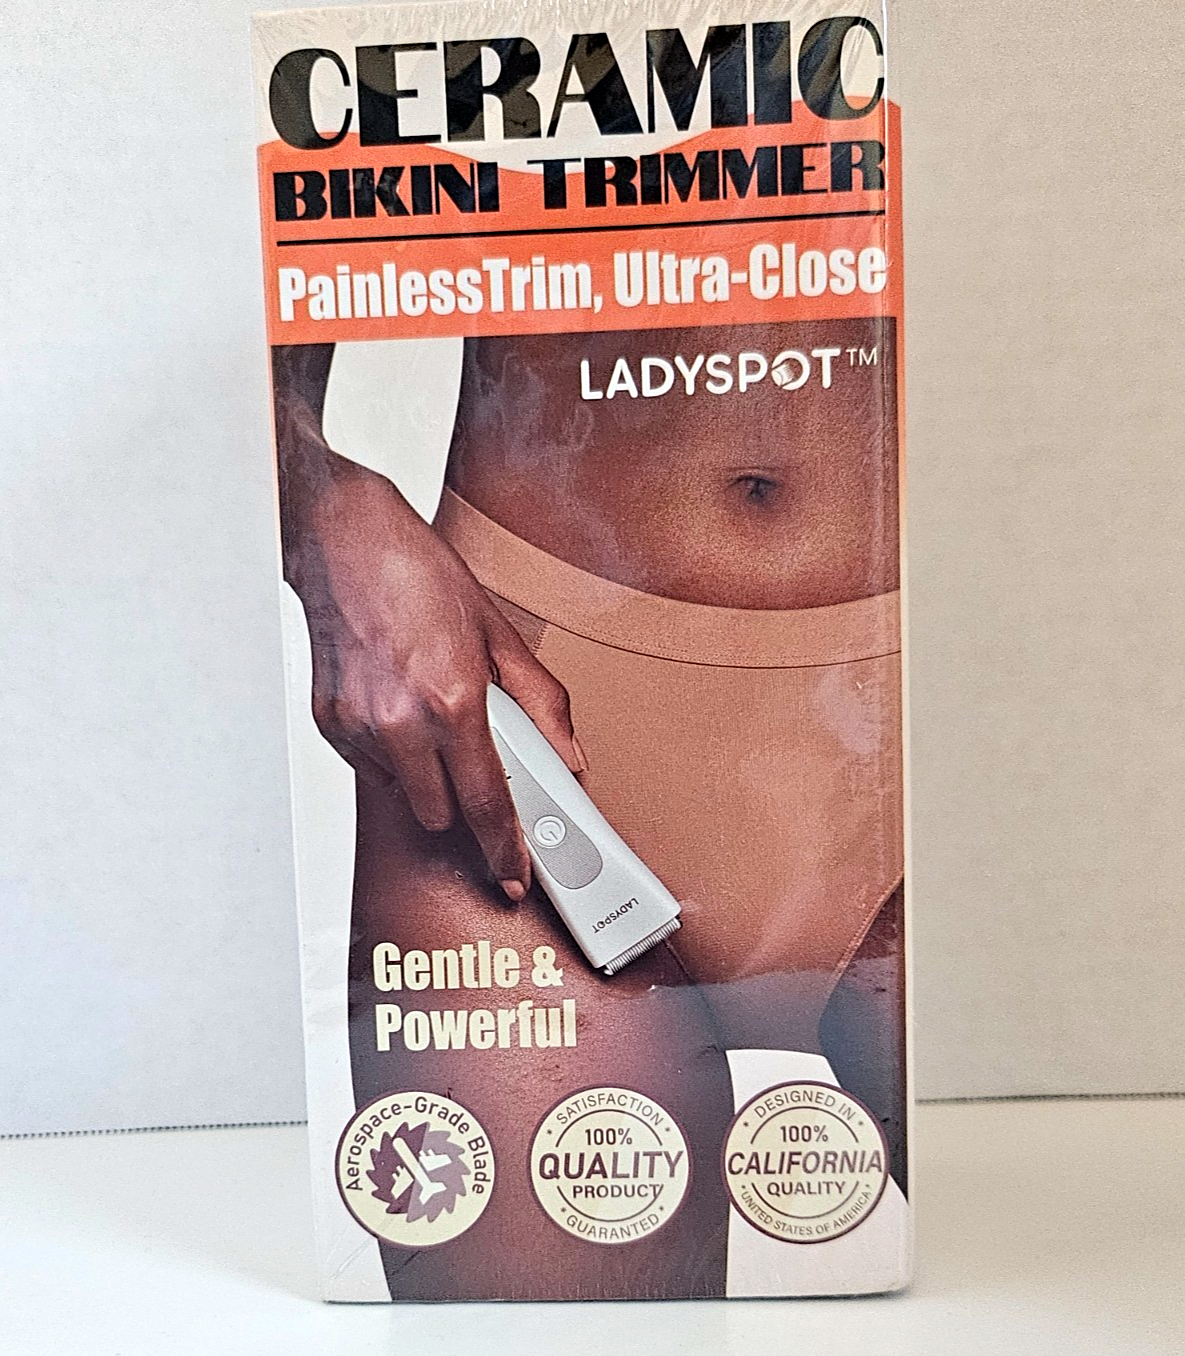 CERAMIC
BIKINI TRIMMER
PainlessTrim, Ultra-Close
LADYSPOT™
LADYSPOT
Gentle &
Powerful
Aerospace-Grade Blade
SATISFACTION
100%
QUALITY
PRODUCT
GUARANTEED
DESIGNED IN
100%
CALIFORNIA
QUALITY
UNITED STATES OF AMERICA